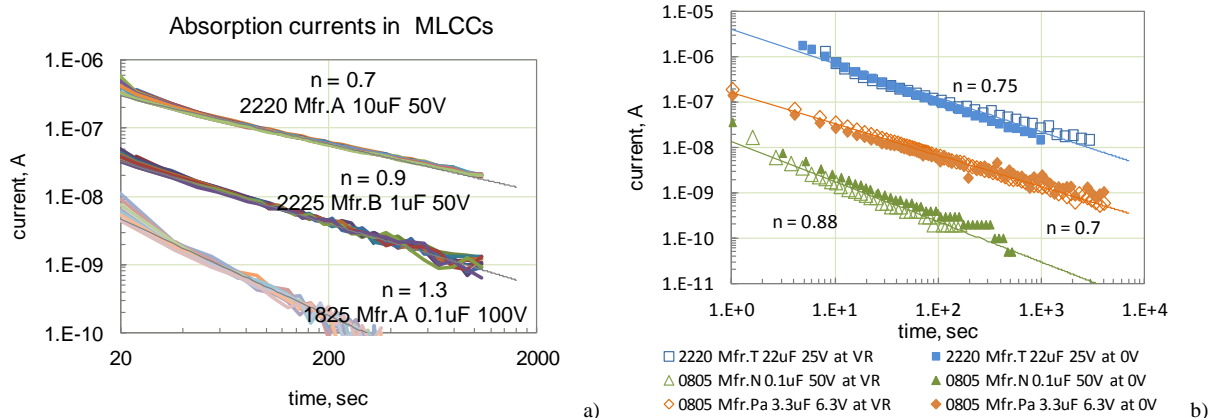 Absorption currents in MLCCs
1.E-06
1.E-07
1.E-08
1.E-09
1.E-10
current, A
n = 0.7
2220 Mfr.A 10uF 50V
n = 0.9
2225 Mfr.B 1uF 50V
n = 1.3
1825 Mfr.A 0.1uF 100V
20
200
2000
time, sec
a)
1.E-05
1.E-06
1.E-07
1.E-08
1.E-09
1.E-10
1.E-11
current, A
n = 0.75
n = 0.88
n = 0.7
1.E+0
1.E+1
1.E+2
1.E+3
1.E+4
time, sec
2220 Mfr.T 22uF 25V at VR
2220 Mfr.T 22uF 25V at 0V
0805 Mfr.N 0.1uF 50V at VR
0805 Mfr.N 0.1uF 50V at 0V
0805 Mfr.Pa 3.3uF 6.3V at VR
0805 Mfr.Pa 3.3uF 6.3V at 0V
b)